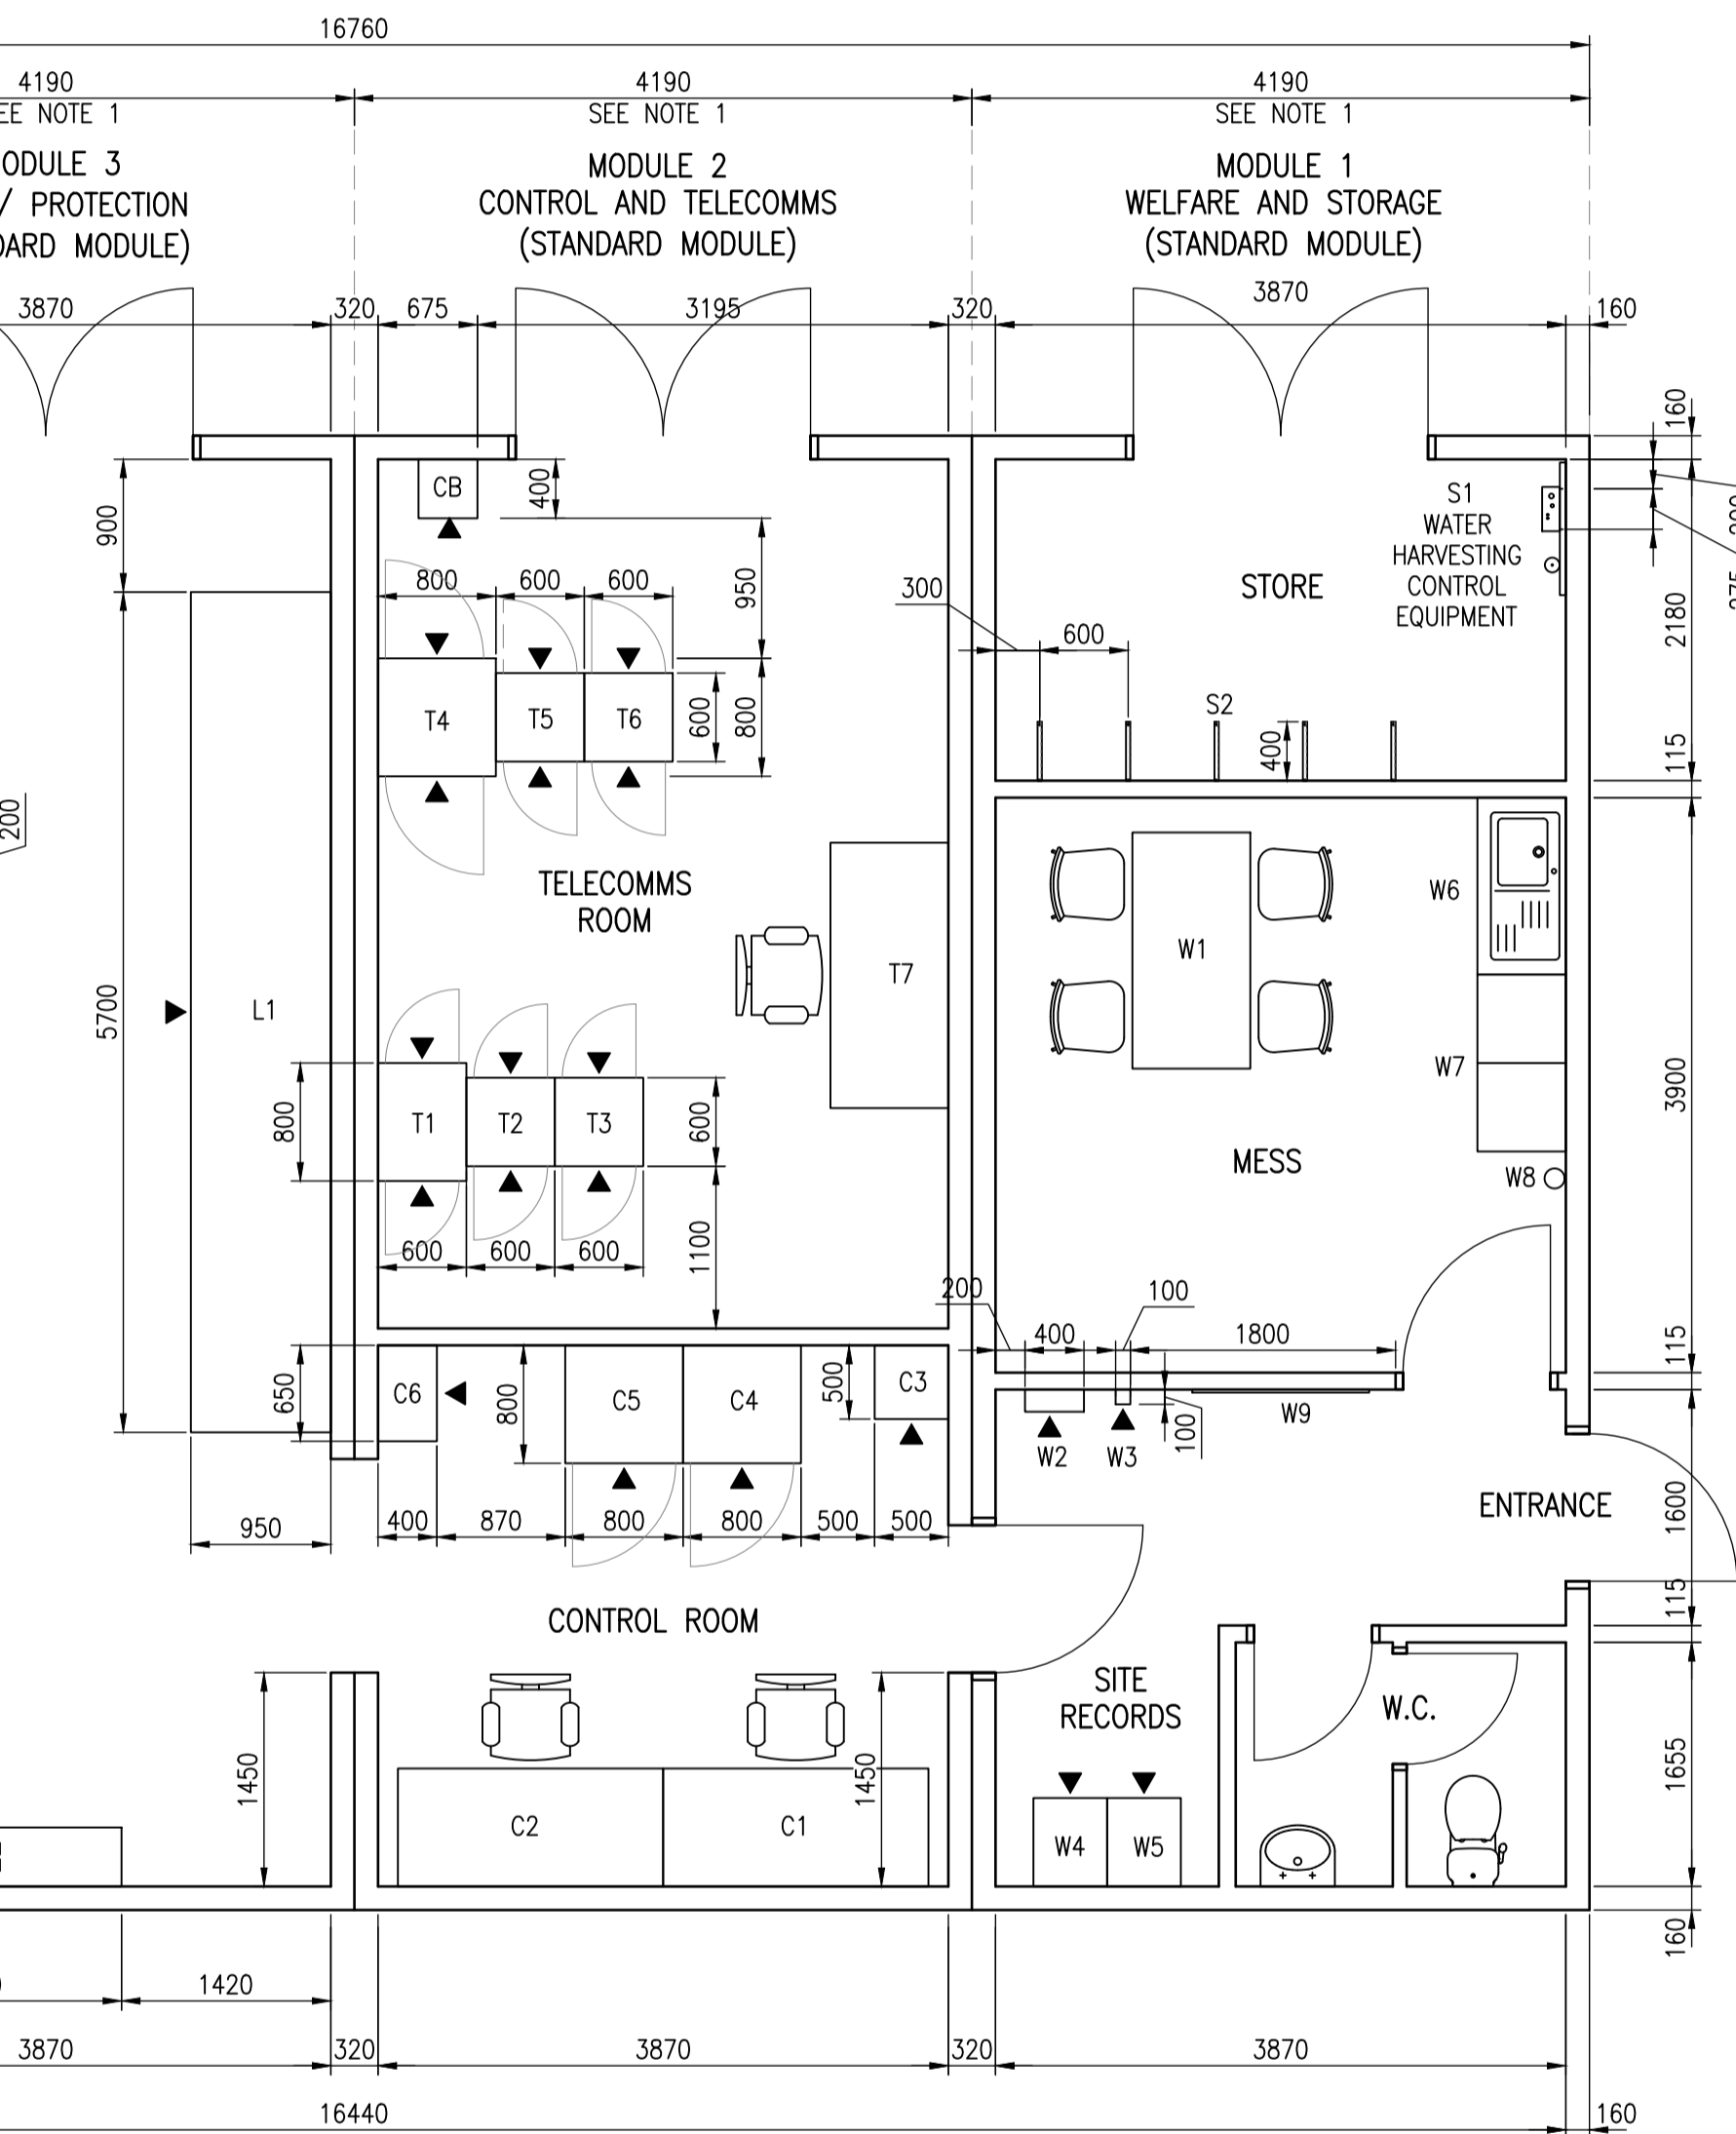 16760
4190
4190
4190
EE NOTE 1
SEE NOTE 1
SEE NOTE 1
ODULE 3
/ PROTECTION
DARD MODULE)
MODULE 2
CONTROL AND TELECOMMS
(STANDARD MODULE)
MODULE 1
WELFARE AND STORAGE
(STANDARD MODULE)
3870
320
675
3195
320
3870
160
160
900
CB
400
S1
WATER
HARVESTING
CONTROL
EQUIPMENT
STORE
800
600
600
950
300
600
2180
T4
T5
T6
600
800
S2
400
115
200
TELECOMMS
ROOM
T7
W1
W6
W7
W8
3900
MESS
5700
L1
800
T1
T2
T3
600
600
600
600
1100
200
400
100
1800
115
650
C6
800
C5
C4
500
C3
W2
W3
100
W9
950
400
870
800
800
500
500
ENTRANCE
1600
115
CONTROL ROOM
SITE
RECORDS
W.C.
1450
C2
C1
1450
W4
W5
1655
160
1420
3870
320
3870
320
3870
16440
160